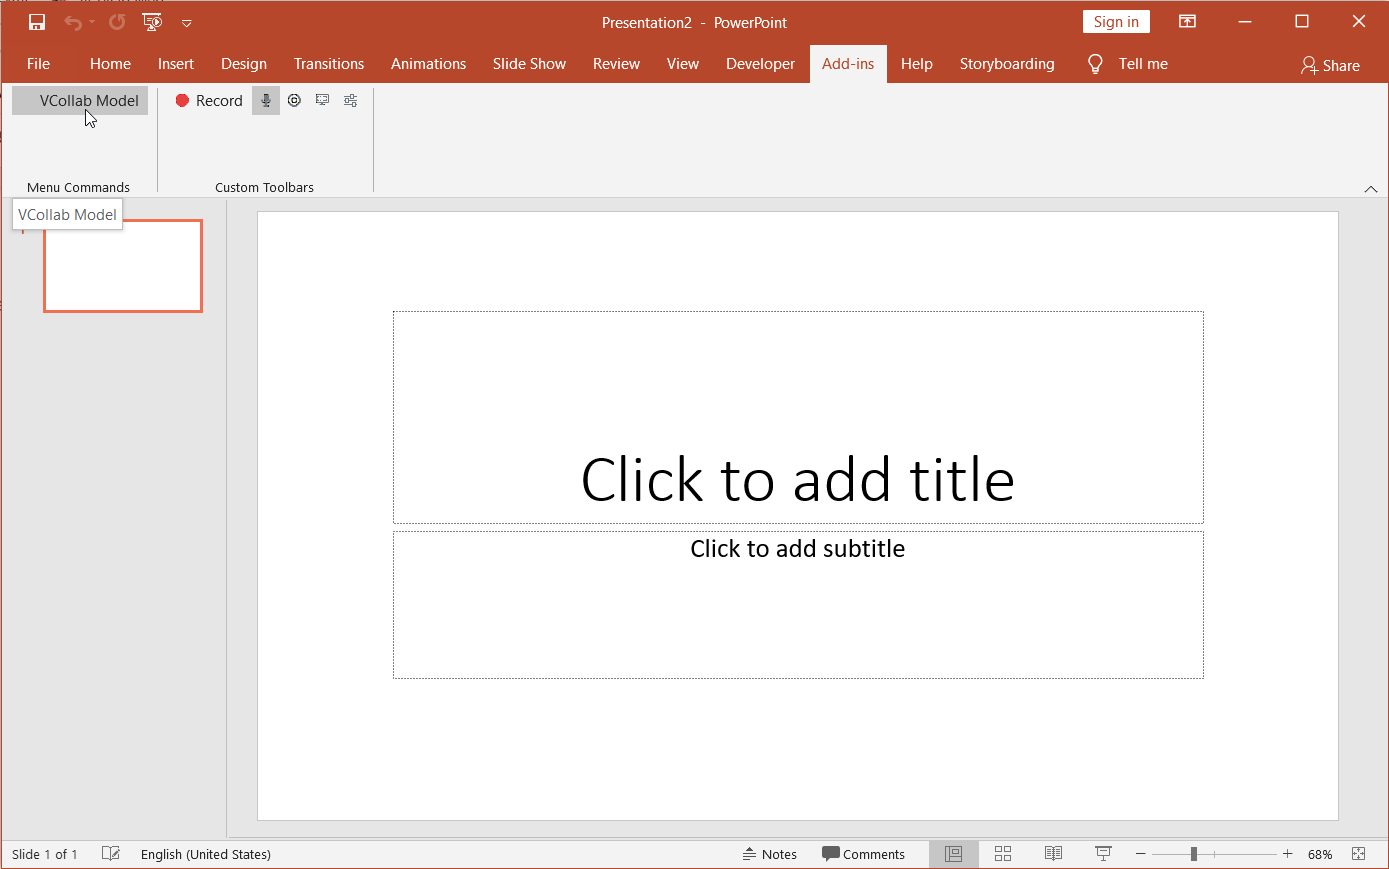 Presentation2 - PowerPoint
Sign in
File Home Insert Design Transitions Animations Slide Show Review View Developer Add-ins Help Storyboarding Tell me Share
VCollab Model Record
Menu Commands Custom Toolbars
VCollab Model
Click to add title
Click to add subtitle
Slide 1 of 1 English (United States) Notes Comments 68%